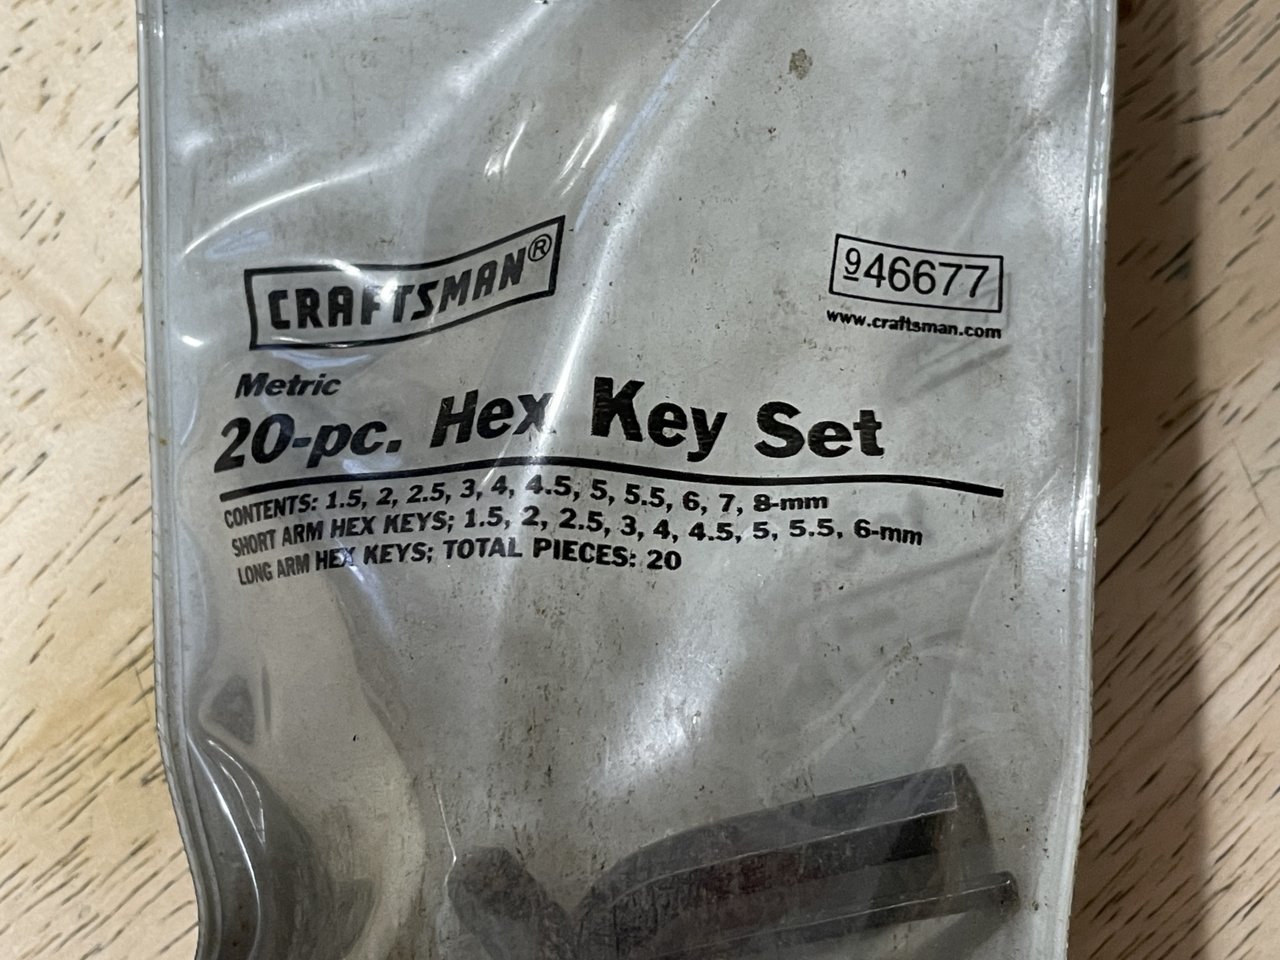 CRAFTSMAN®
946677
www.craftsman.com
Metric
20-pc. Hex Key Set
CONTENTS: 1.5, 2, 2.5, 3, 4, 4.5, 5, 5.5, 6, 7, 8-mm
SHORT ARM HEX KEYS; 1.5, 2, 2.5, 3, 4, 4.5, 5, 5.5, 6-mm
LONG ARM HEX KEYS; TOTAL PIECES: 20